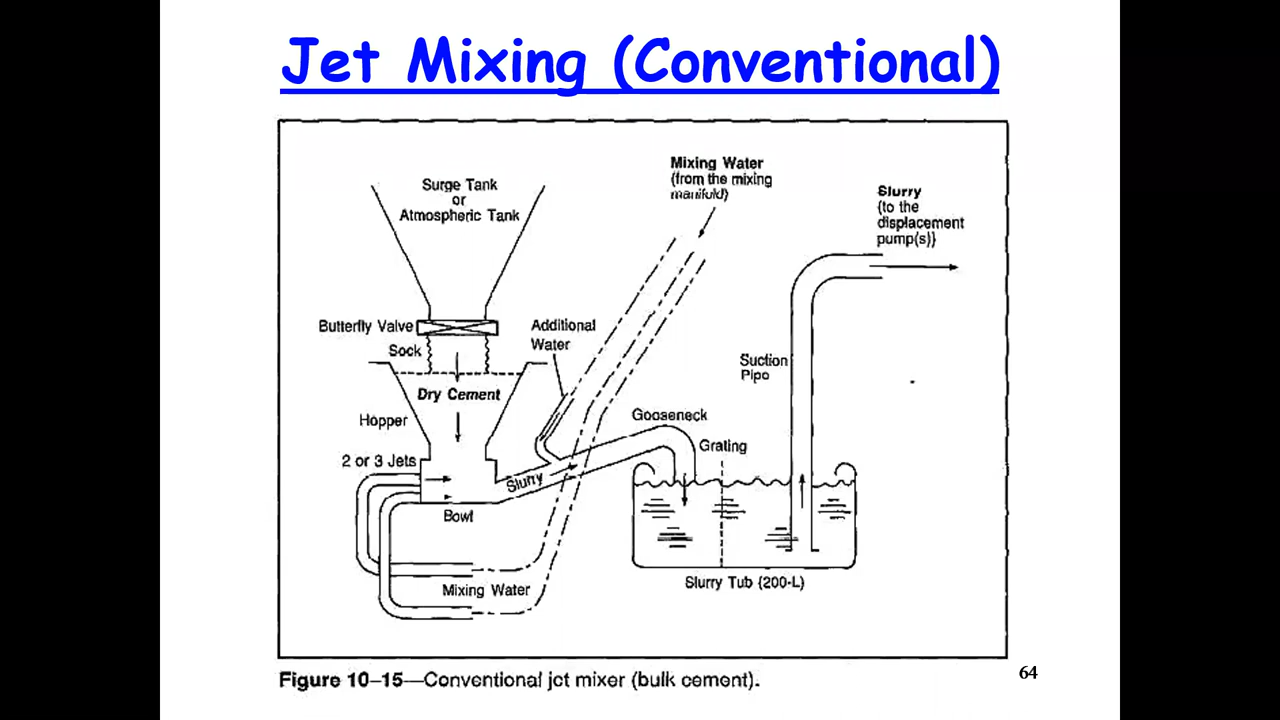 Jet Mixing (Conventional)
Mixing Water
(from the mixing
manifold)
Surge Tank
or
Atmospheric Tank
Slurry
(to the
displacement
pump(s)}
Butterfly Valve
Sock
Additional
Water
Suction
Pipo
Dry Cement
Hopper
Gooseneck
Grating
2 or 3 Jets
Slurry
Bowl
Mixing Water
Slurry Tub (200-L)
Figure 10–15—Conventional jot mixer (bulk cement).
64